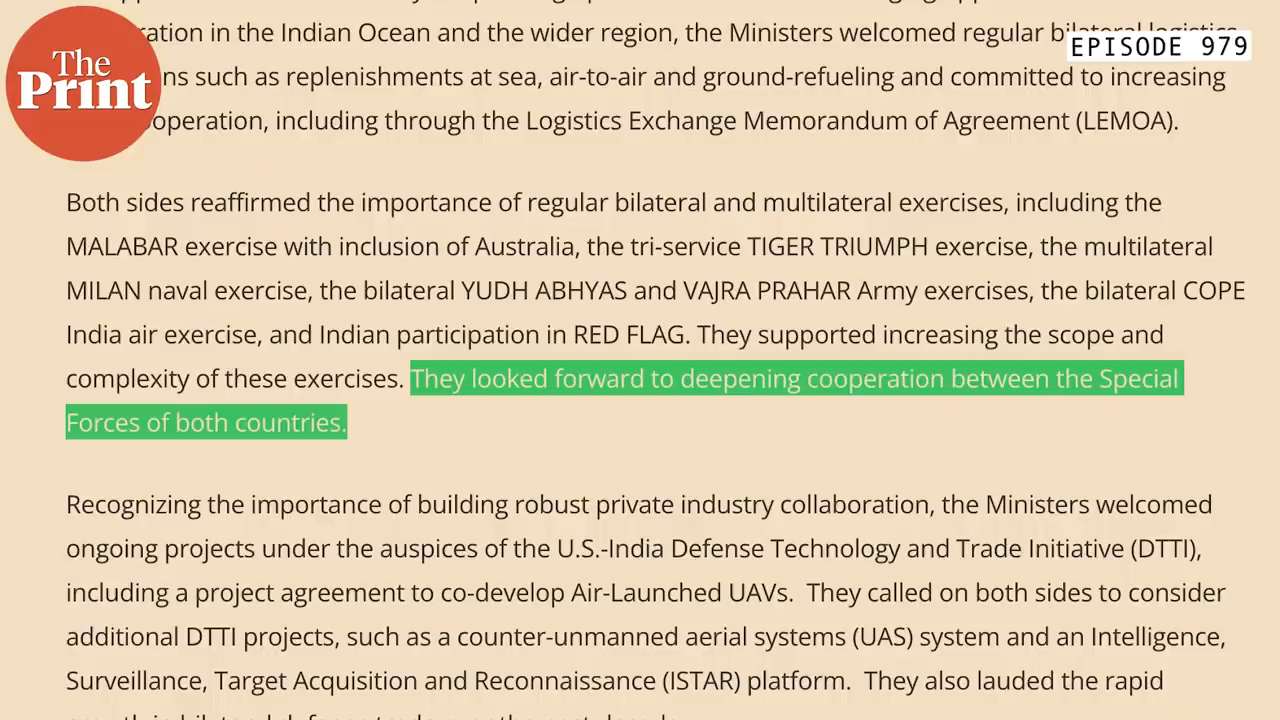 The
Print
EPISODE 979
ration in the Indian Ocean and the wider region, the Ministers welcomed regular bilateral logistics
ns such as replenishments at sea, air-to-air and ground-refueling and committed to increasing
operation, including through the Logistics Exchange Memorandum of Agreement (LEMOA).
Both sides reaffirmed the importance of regular bilateral and multilateral exercises, including the
MALABAR exercise with inclusion of Australia, the tri-service TIGER TRIUMPH exercise, the multilateral
MILAN naval exercise, the bilateral YUDH ABHYAS and VAJRA PRAHAR Army exercises, the bilateral COPE
India air exercise, and Indian participation in RED FLAG. They supported increasing the scope and
complexity of these exercises. They looked forward to deepening cooperation between the Special
Forces of both countries.
Recognizing the importance of building robust private industry collaboration, the Ministers welcomed
ongoing projects under the auspices of the U.S.-India Defense Technology and Trade Initiative (DTTI),
including a project agreement to co-develop Air-Launched UAVs.  They called on both sides to consider
additional DTTI projects, such as a counter-unmanned aerial systems (UAS) system and an Intelligence,
Surveillance, Target Acquisition and Reconnaissance (ISTAR) platform.  They also lauded the rapid